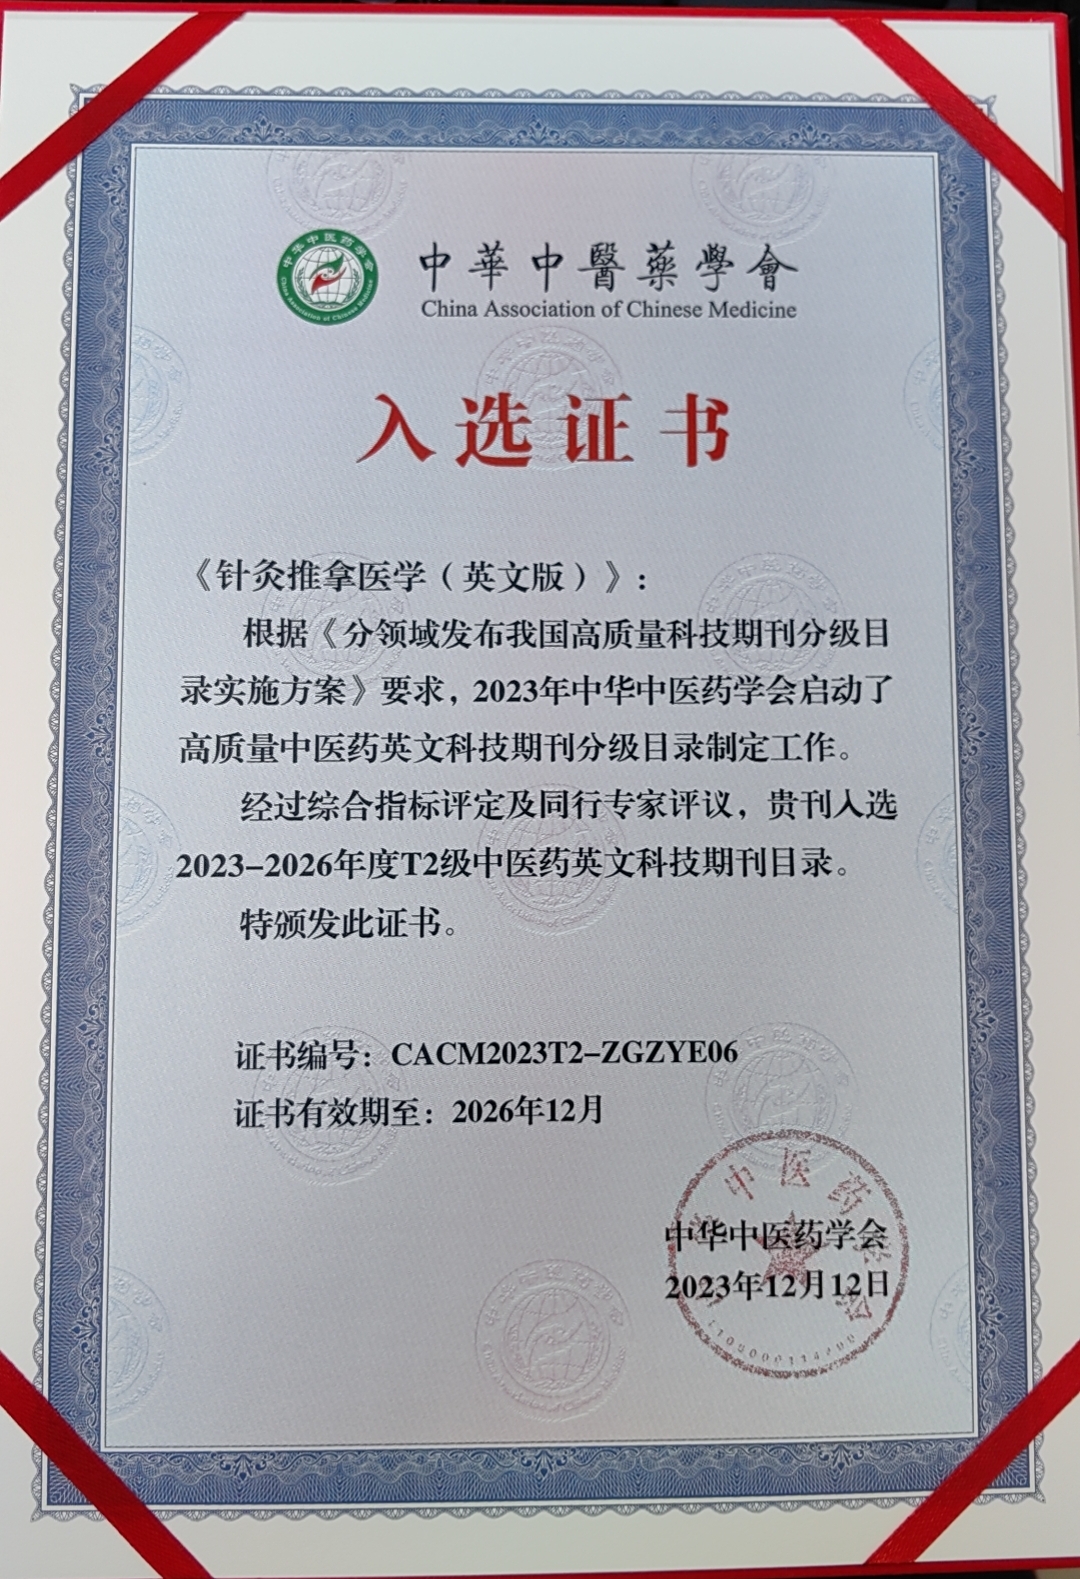 中華中醫藥學會
China Association of Chinese Medicine
入选证书
《针灸推拿医学（英文版）》：
根据《分领域发布我国高质量科技期刊分级目
录实施方案》要求，2023年中华中医药学会启动了
高质量中医药英文科技期刊分级目录制定工作。
经过综合指标评定及同行专家评议，贵刊入选
2023-2026年度T2级中医药英文科技期刊目录。
特颁发此证书。
证书编号：CACM2023T2-ZGZYE06
证书有效期至：2026年12月
中华中医药学会
2023年12月12日